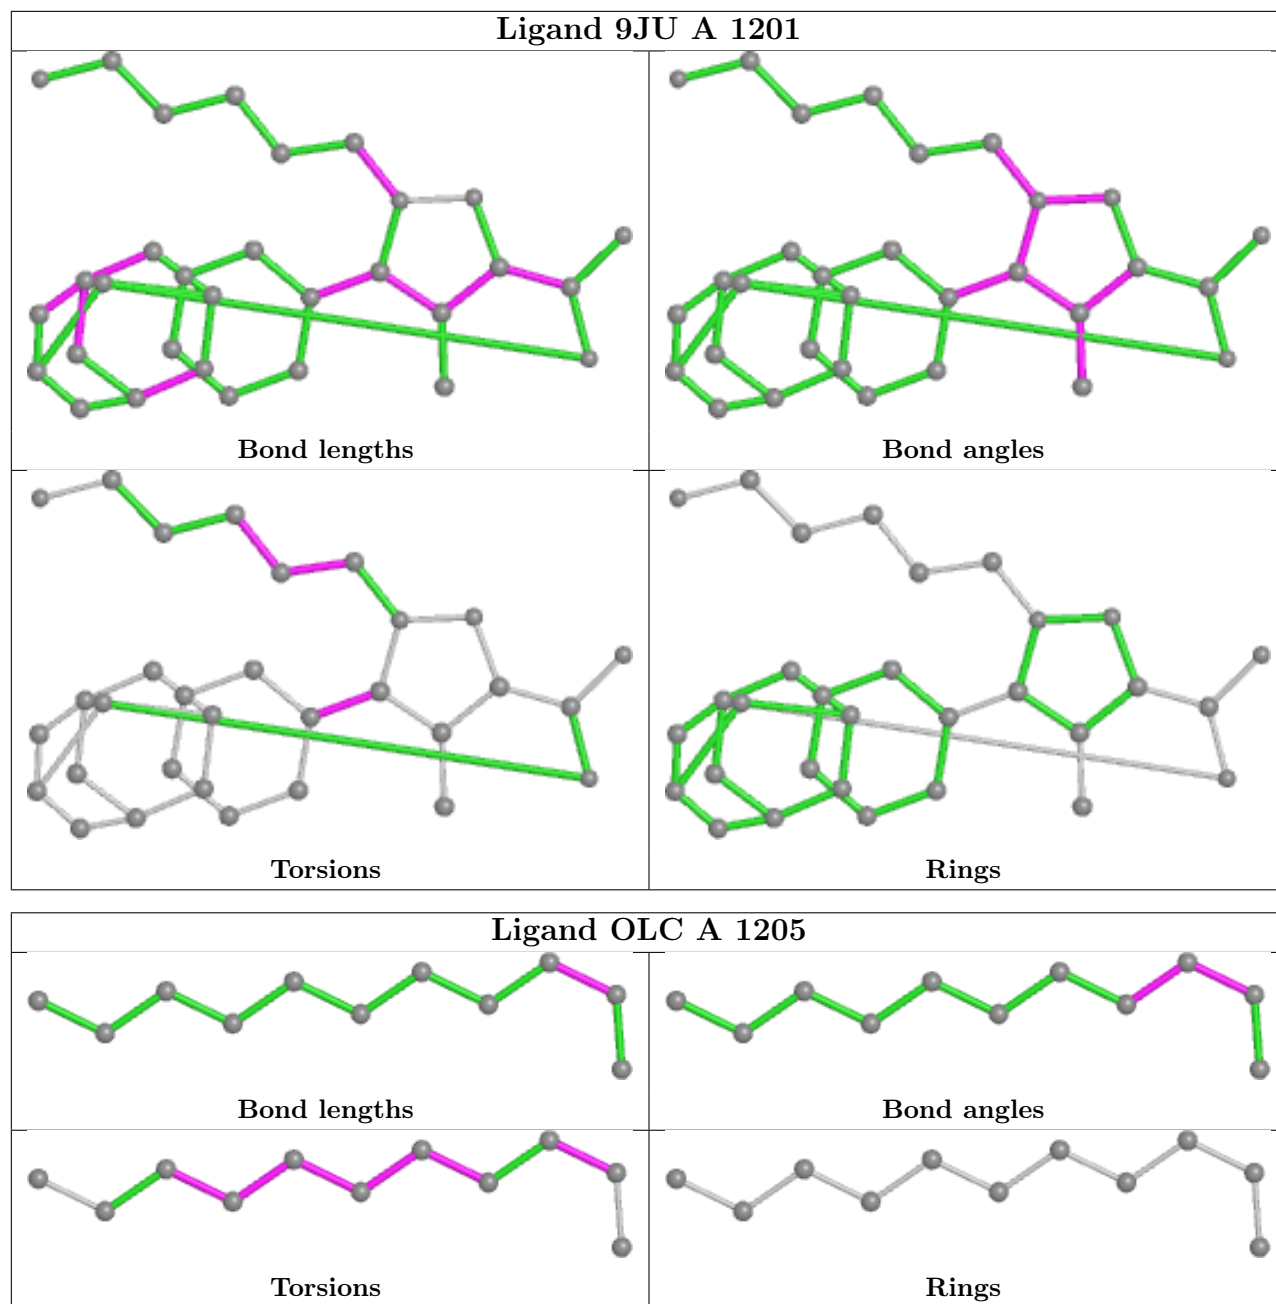 Ligand 9JU A 1201
Bond lengths
Bond angles
Torsions
Rings
Ligand OLC A 1205
Bond lengths
Bond angles
Torsions
Rings